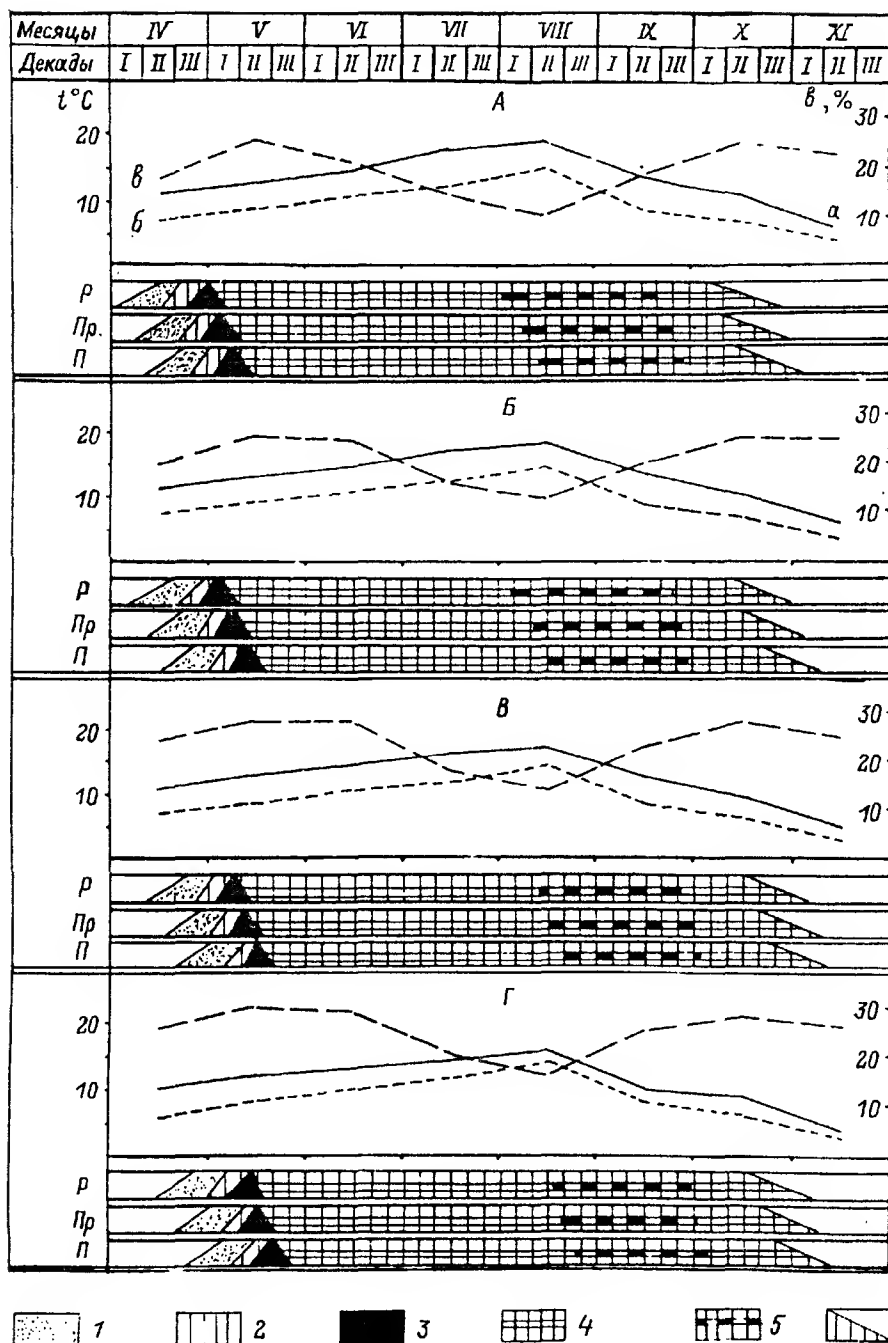 Месяцы IV V VI VII VIII IX X XI
Декады I II III I II III I II III I II III I II III I II III I II III I II III
t°C А в, %
30
20
20
10
10
в
б
а
Р
Пр.
П
Б
30
20
20
10
10
Р
Пр
П
В
30
20
20
10
10
Р
Пр
П
Г
30
20
20
10
10
Р
Пр
П
1 2 3 4 5